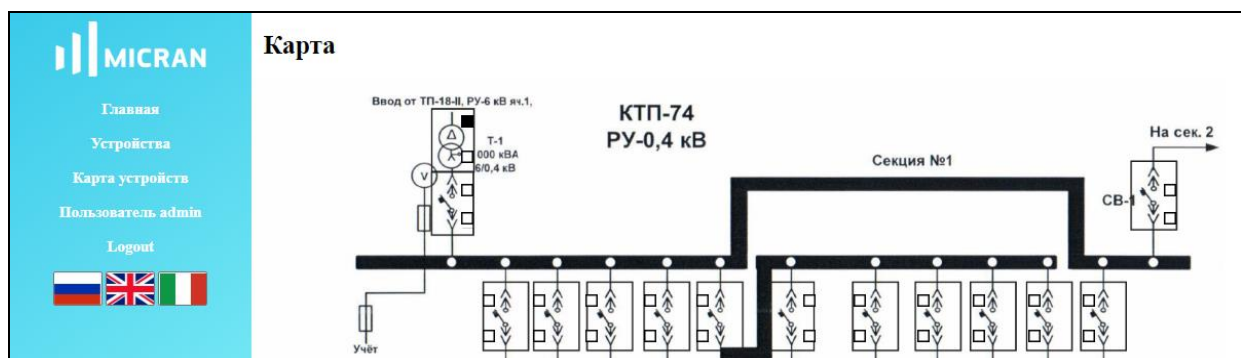 MICRAN
Главная
Устройства
Карта устройств
Пользователь admin
Logout
Карта
Ввод от ТП-18-II, РУ-6 кВ яч.1,
Т-1
000 кВА
6/0,4 кВ
V
КТП-74
РУ-0,4 кВ
Секция №1
На сек. 2
СВ-1
Учёт